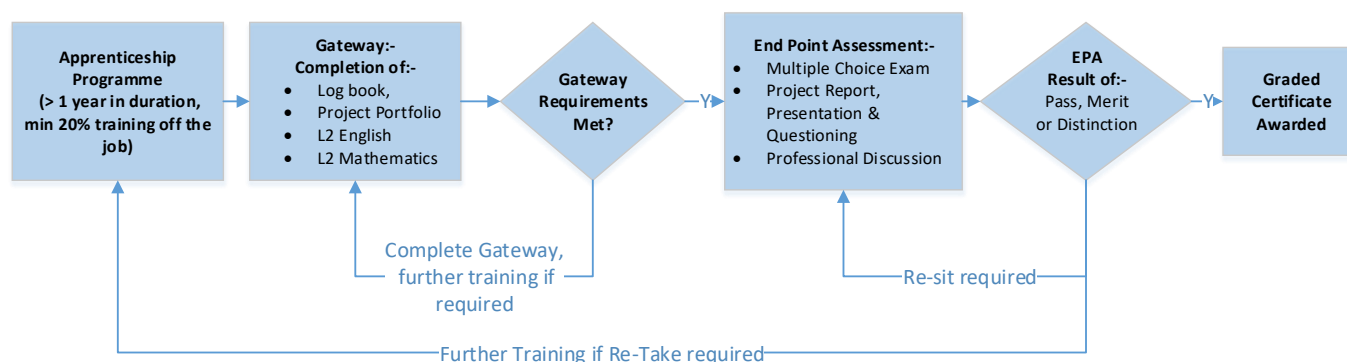 Apprenticeship
Programme
(> 1 year in duration,
min 20% training off the
job)
Gateway:-
Completion of:-
• Log book,
• Project Portfolio
• L2 English
• L2 Mathematics
Gateway
Requirements
Met?
Y
End Point Assessment:-
• Multiple Choice Exam
• Project Report,
Presentation &
Questioning
• Professional Discussion
EPA
Result of:-
Pass, Merit
or Distinction
Y
Graded
Certificate
Awarded
Complete Gateway,
further training if
required
Re-sit required
Further Training if Re-Take required